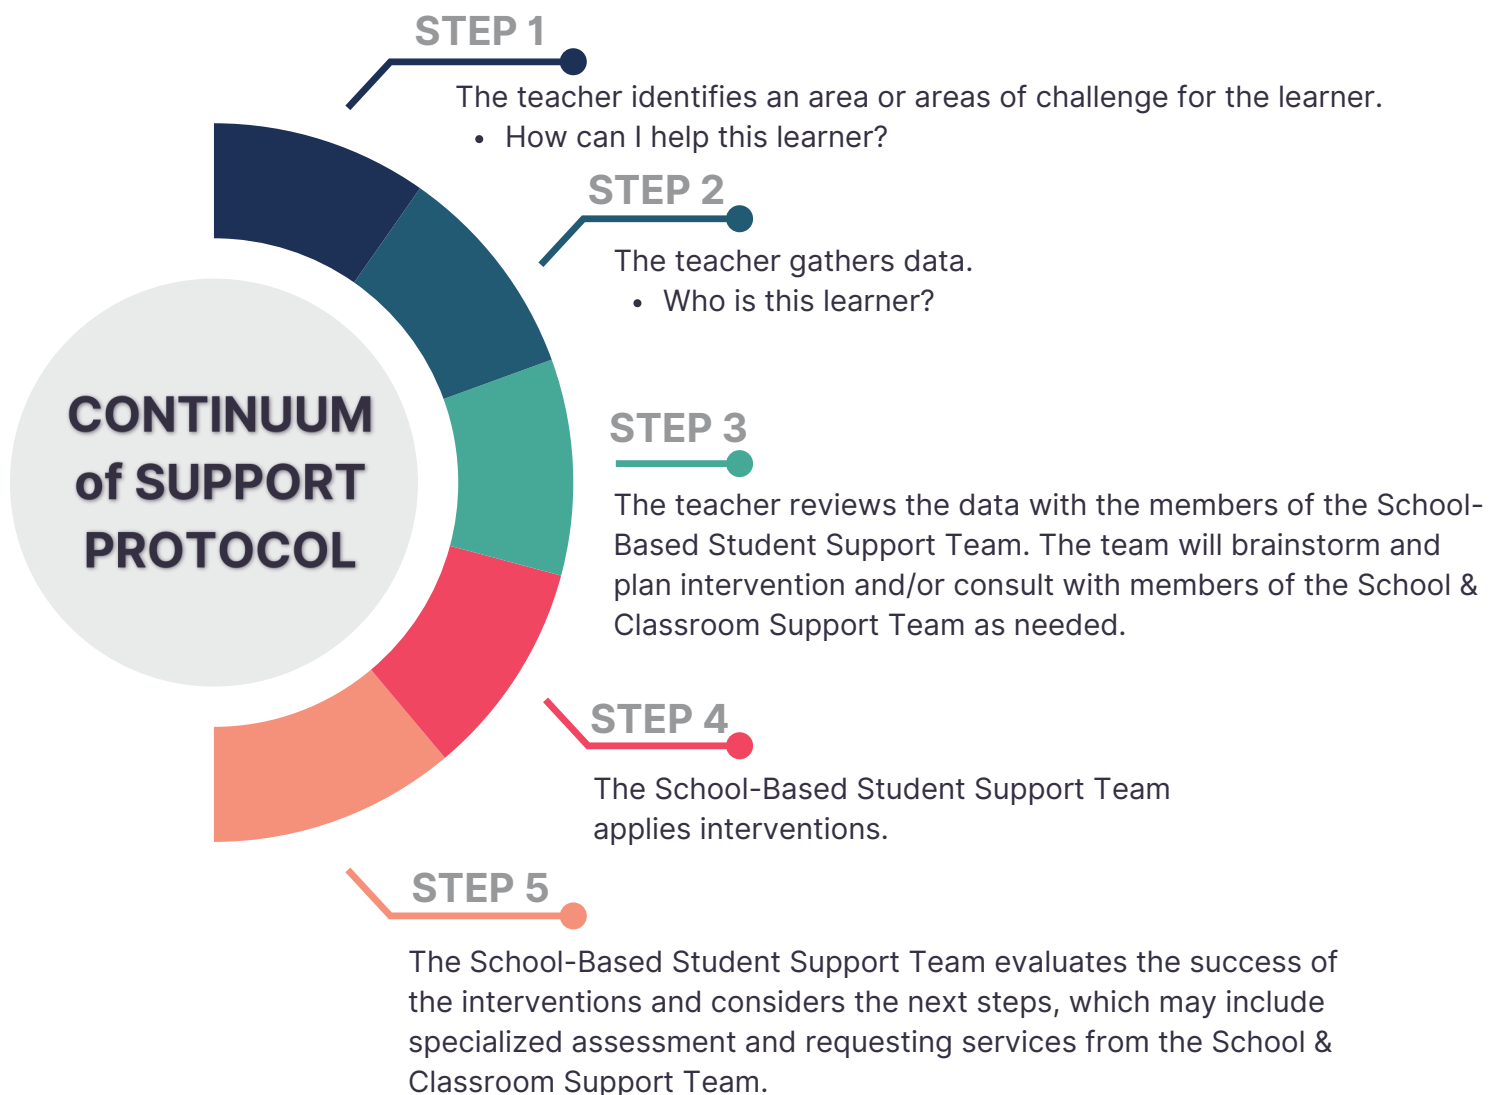 STEP 1
The teacher identifies an area or areas of challenge for the learner.
• How can I help this learner?
STEP 2
The teacher gathers data.
• Who is this learner?
CONTINUUM
of SUPPORT
PROTOCOL
STEP 3
The teacher reviews the data with the members of the School-
Based Student Support Team. The team will brainstorm and
plan intervention and/or consult with members of the School &
Classroom Support Team as needed.
STEP 4
The School-Based Student Support Team
applies interventions.
STEP 5
The School-Based Student Support Team evaluates the success of
the interventions and considers the next steps, which may include
specialized assessment and requesting services from the School &
Classroom Support Team.